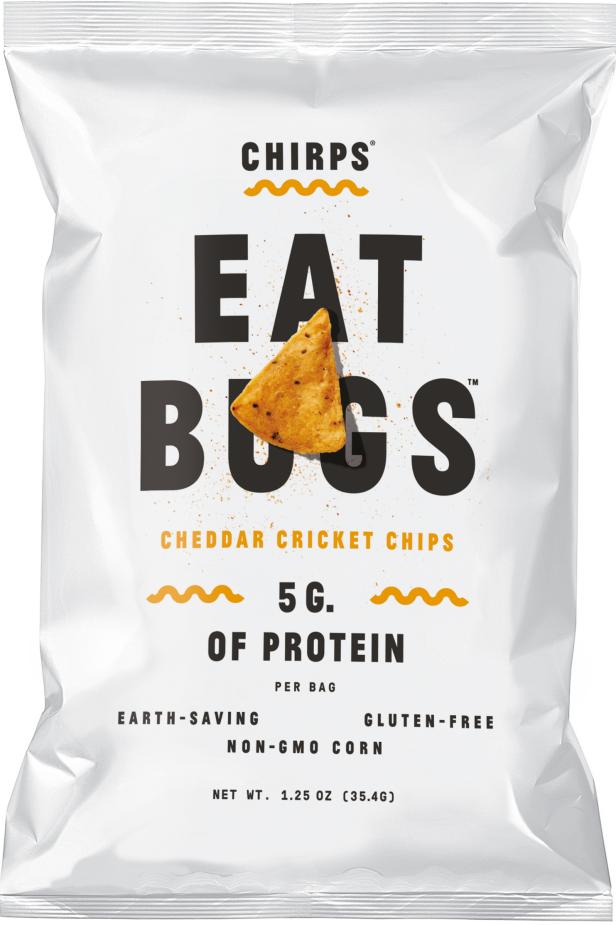 CHIRPS®
EAT
BUGS™
CHEDDAR CRICKET CHIPS
5 G.
OF PROTEIN
PER BAG
EARTH-SAVING GLUTEN-FREE
NON-GMO CORN
NET WT. 1.25 OZ (35.4G)